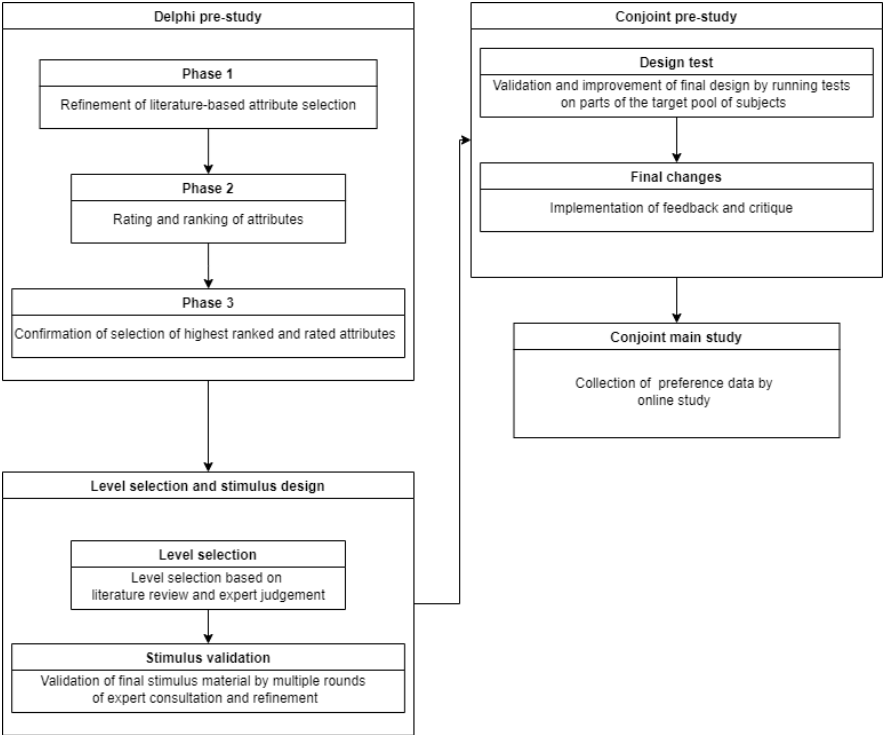 Delphi pre-study
Phase 1
Refinement of literature-based attribute selection
Phase 2
Rating and ranking of attributes
Phase 3
Confirmation of selection of highest ranked and rated attributes
Level selection and stimulus design
Level selection
Level selection based on
literature review and expert judgement
Stimulus validation
Validation of final stimulus material by multiple rounds
of expert consultation and refinement
Conjoint pre-study
Design test
Validation and improvement of final design by running tests
on parts of the target pool of subjects
Final changes
Implementation of feedback and critique
Conjoint main study
Collection of preference data by
online study